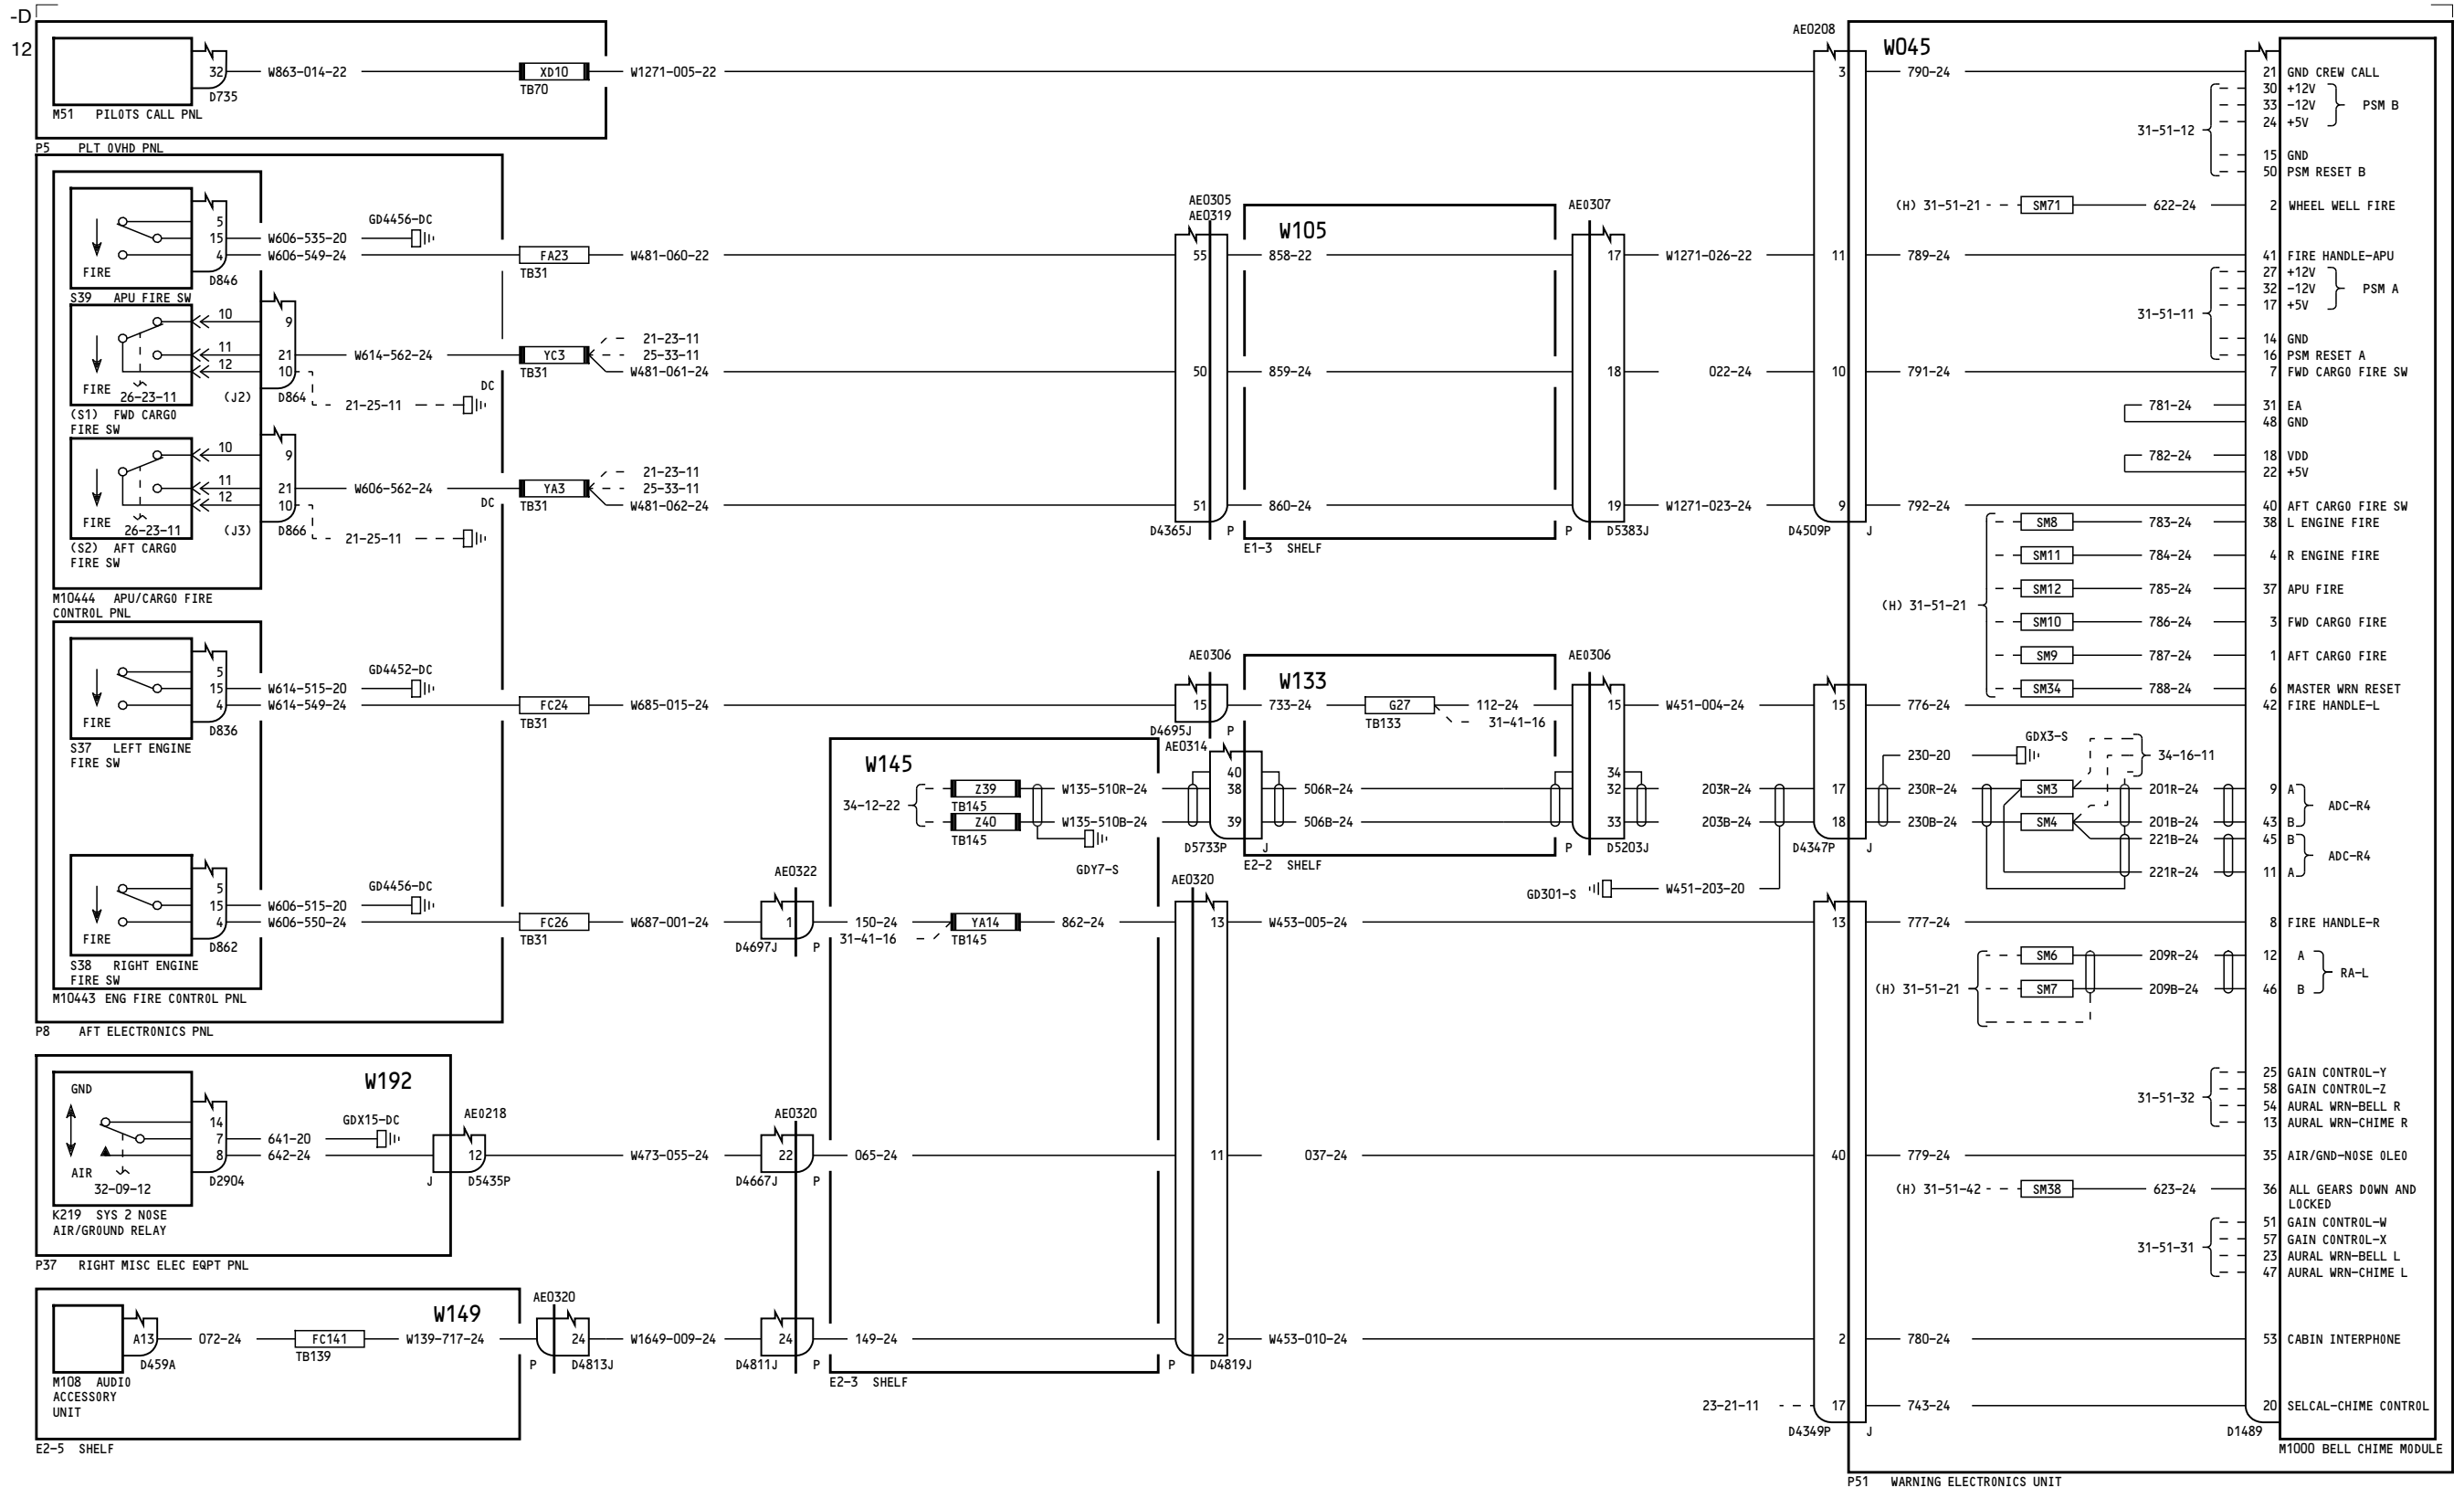 -D
12
M51 PILOTS CALL PNL
32
D735
W863-014-22
XD10
TB70
W1271-005-22
P5 PLT OVHD PNL
AE0208
3
W045
790-24
21 GND CREW CALL
30 +12V
33 -12V
24 +5V
PSM B
31-51-12
15 GND
50 PSM RESET B
(H) 31-51-21
SM71
622-24
2 WHEEL WELL FIRE
FIRE
5
15
4
D846
S39 APU FIRE SW
W606-535-20
GD4456-DC
W606-549-24
FA23
TB31
W481-060-22
AE0305
AE0319
55
W105
858-22
AE0307
17
W1271-026-22
11
789-24
41 FIRE HANDLE-APU
27 +12V
32 -12V
17 +5V
PSM A
31-51-11
14 GND
16 PSM RESET A
FIRE
26-23-11
10
11
12
9
21
10
(J2)
D864
(S1) FWD CARGO
FIRE SW
W614-562-24
DC
21-25-11
YC3
TB31
21-23-11
25-33-11
W481-061-24
50
859-24
18
022-24
10
791-24
7 FWD CARGO FIRE SW
781-24
31 EA
48 GND
782-24
18 VDD
22 +5V
FIRE
26-23-11
10
11
12
9
21
10
(J3)
D866
(S2) AFT CARGO
FIRE SW
W606-562-24
DC
21-25-11
YA3
TB31
21-23-11
25-33-11
W481-062-24
51
D4365J P
860-24
E1-3 SHELF
19
P D5383J
W1271-023-24
9
D4509P J
792-24
40 AFT CARGO FIRE SW
M10444 APU/CARGO FIRE
CONTROL PNL
(H) 31-51-21
SM8 783-24 38 L ENGINE FIRE
SM11 784-24 4 R ENGINE FIRE
SM12 785-24 37 APU FIRE
SM10 786-24 3 FWD CARGO FIRE
SM9 787-24 1 AFT CARGO FIRE
SM34 788-24 6 MASTER WRN RESET
FIRE
5
15
4
D836
S37 LEFT ENGINE
FIRE SW
W614-515-20
GD4452-DC
W614-549-24
FC24
TB31
W685-015-24
AE0306
15
D4695J P
W133
733-24
G27
TB133
112-24
31-41-16
AE0306
15
W451-004-24
15
776-24
42 FIRE HANDLE-L
W145
34-12-22
Z39
TB145
Z40
TB145
W135-510R-24
W135-510B-24
GDY7-S
AE0314
40
38
39
D5733P J
506R-24
506B-24
E2-2 SHELF
34
32
33
P D5203J
203R-24
203B-24
GD301-S
W451-203-20
17
18
D4347P J
230-20
GDX3-S
34-16-11
230R-24
SM3
201R-24
9 A
230B-24
SM4
201B-24
43 B
ADC-R4
221B-24
45 B
221R-24
11 A
ADC-R4
FIRE
5
15
4
D862
S38 RIGHT ENGINE
FIRE SW
W606-515-20
GD4456-DC
W606-550-24
FC26
TB31
W687-001-24
AE0322
1
D4697J P
150-24
31-41-16
YA14
TB145
862-24
AE0320
13
W453-005-24
13
777-24
8 FIRE HANDLE-R
M10443 ENG FIRE CONTROL PNL
P8 AFT ELECTRONICS PNL
(H) 31-51-21
SM6
209R-24
12 A
SM7
209B-24
46 B
RA-L
31-51-32
25 GAIN CONTROL-Y
58 GAIN CONTROL-Z
54 AURAL WRN-BELL R
13 AURAL WRN-CHIME R
GND
AIR
32-09-12
14
7
8
D2904
K219 SYS 2 NOSE
AIR/GROUND RELAY
W192
641-20
GDX15-DC
642-24
AE0218
12
J D5435P
P37 RIGHT MISC ELEC EQPT PNL
W473-055-24
AE0320
22
D4667J P
065-24
11
037-24
40
779-24
35 AIR/GND-NOSE OLEO
(H) 31-51-42
SM38
623-24
36 ALL GEARS DOWN AND
LOCKED
31-51-31
51 GAIN CONTROL-W
57 GAIN CONTROL-X
23 AURAL WRN-BELL L
47 AURAL WRN-CHIME L
A13
D459A
M108 AUDIO
ACCESSORY
UNIT
072-24
FC141
TB139
W149
W139-717-24
E2-5 SHELF
AE0320
24
P D4813J
W1649-009-24
24
D4811J P
149-24
E2-3 SHELF
2
P D4819J
W453-010-24
2
780-24
53 CABIN INTERPHONE
23-21-11
17
D4349P J
743-24
20 SELCAL-CHIME CONTROL
D1489
M1000 BELL CHIME MODULE
P51 WARNING ELECTRONICS UNIT